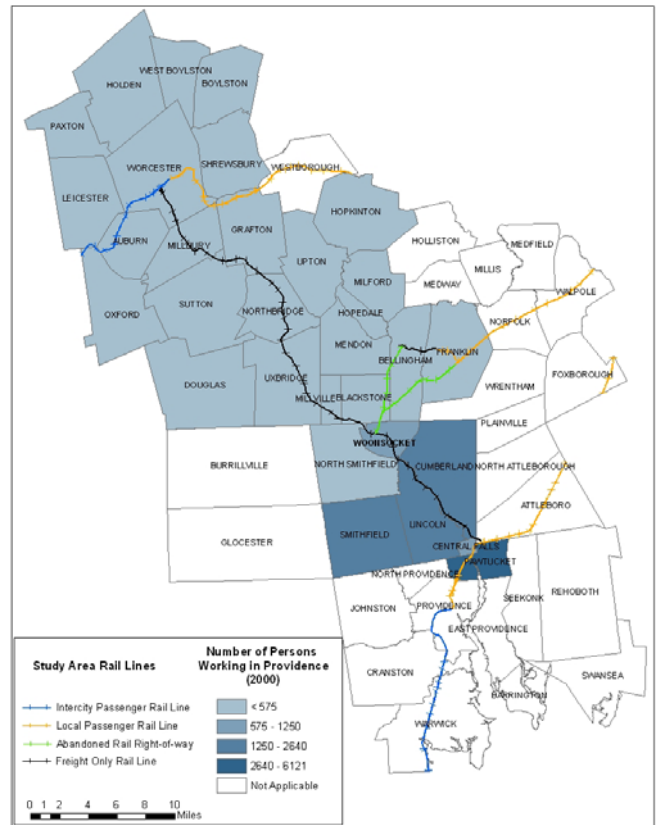 WEST BOYLSTON
BOYLSTON
HOLDEN
PAXTON
WORCESTER
SHREWSBURY
WESTBOROUGH
LEICESTER
HOPKINTON
AUBURN
MILLBURY
GRAFTON
HOLLISTON
MEDFIELD
UPTON
MILLIS
MEDWAY
MILFORD
WALPOLE
OXFORD
SUTTON
NORTHBRIDGE
HOPEDALE
NORFOLK
MENDON
BELLINGHAM
FRANKLIN
FOXBOROUGH
DOUGLAS
UXBRIDGE
MILLVILLE
BLACKSTONE
WRENTHAM
PLAINVILLE
WOONSOCKET
BURRILLVILLE
NORTH SMITHFIELD
CUMBERLAND
NORTH ATTLEBOROUGH
ATTLEBORO
GLOCESTER
SMITHFIELD
LINCOLN
CENTRAL FALLS
PAWTUCKET
NORTH PROVIDENCE
SEEKONK
REHOBOTH
JOHNSTON
PROVIDENCE
EAST PROVIDENCE
CRANSTON
SWANSEA
BARRINGTON
WARWICK
Study Area Rail Lines
Intercity Passenger Rail Line
Local Passenger Rail Line
Abandoned Rail Right-of-way
Freight Only Rail Line
0 1 2 4 6 8 10
Miles
Number of Persons
Working in Providence
(2000)
<575
575 - 1250
1250 - 2640
2640 - 6121
Not Applicable